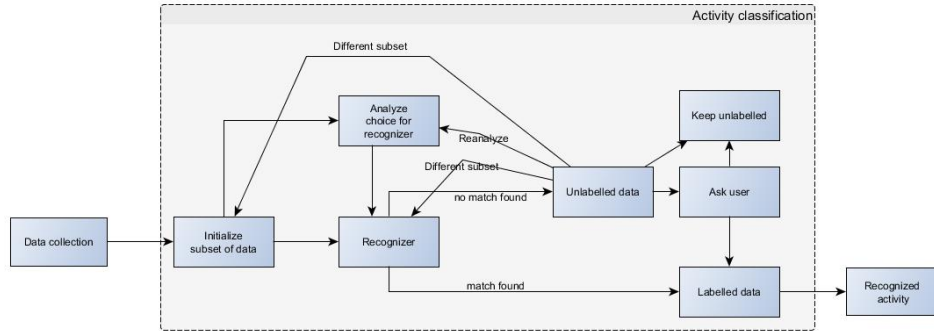 Activity classification
Different subset
Analyze
choice for
recognizer
Keep unlabelled
Reanalyze
Different subset
Unlabelled data
Ask user
no match found
Data collection
Initialize
subset of data
Recognizer
match found
Labelled data
Recognized
activity